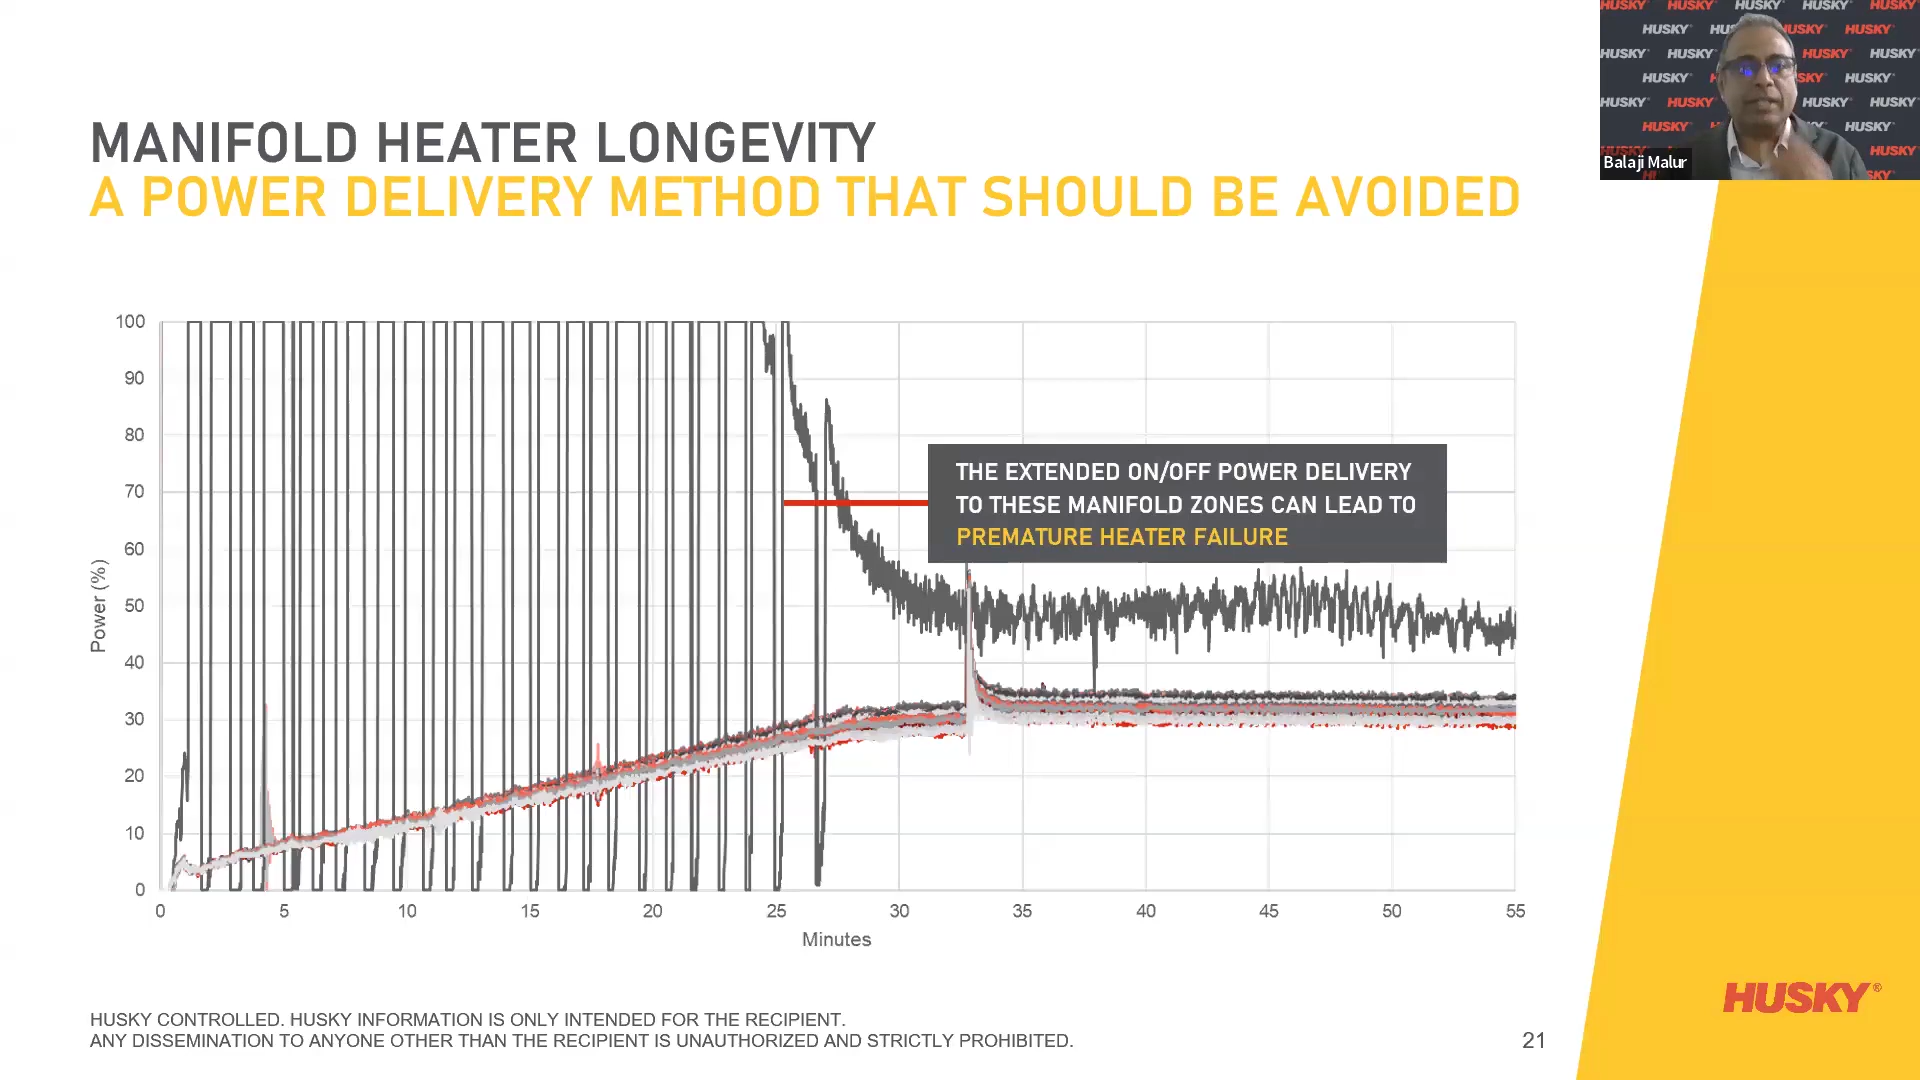 MANIFOLD HEATER LONGEVITY
A POWER DELIVERY METHOD THAT SHOULD BE AVOIDED
Balaji Malur
HUSKY
100
90
80
70
60
50
40
30
20
10
0
Power (%)
THE EXTENDED ON/OFF POWER DELIVERY
TO THESE MANIFOLD ZONES CAN LEAD TO
PREMATURE HEATER FAILURE
0 5 10 15 20 25 30 35 40 45 50 55
Minutes
HUSKY®
HUSKY CONTROLLED. HUSKY INFORMATION IS ONLY INTENDED FOR THE RECIPIENT.
ANY DISSEMINATION TO ANYONE OTHER THAN THE RECIPIENT IS UNAUTHORIZED AND STRICTLY PROHIBITED.
21